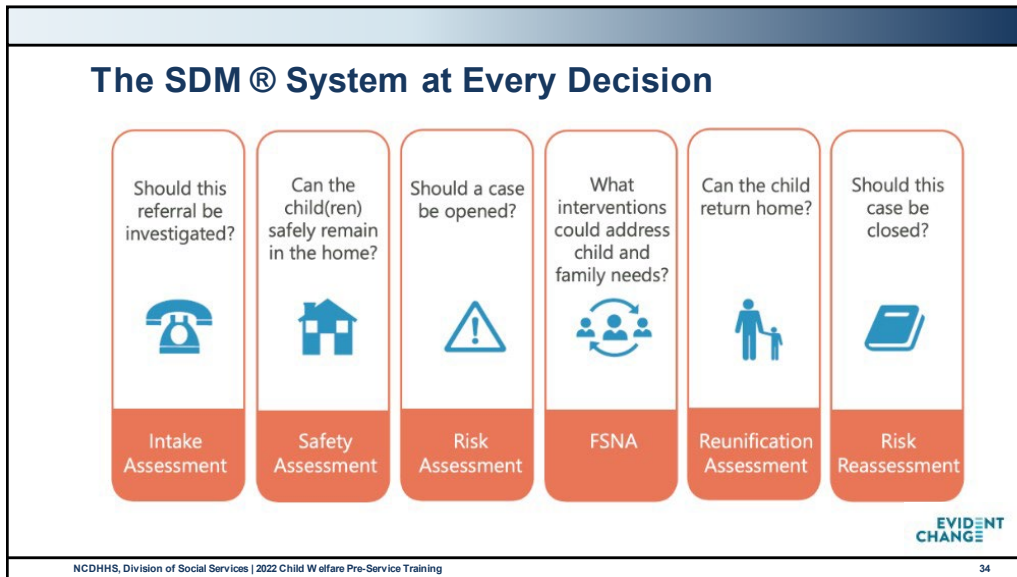 The SDM ® System at Every Decision
Should this
referral be
investigated?
Intake
Assessment
Can the
child(ren)
safely remain
in the home?
Safety
Assessment
Should a case
be opened?
Risk
Assessment
What
interventions
could address
child and
family needs?
FSNA
Can the child
return home?
Reunification
Assessment
Should this
case be
closed?
Risk
Reassessment
EVIDENT
CHANGE
NCDHHS, Division of Social Services | 2022 Child Welfare Pre-Service Training
34